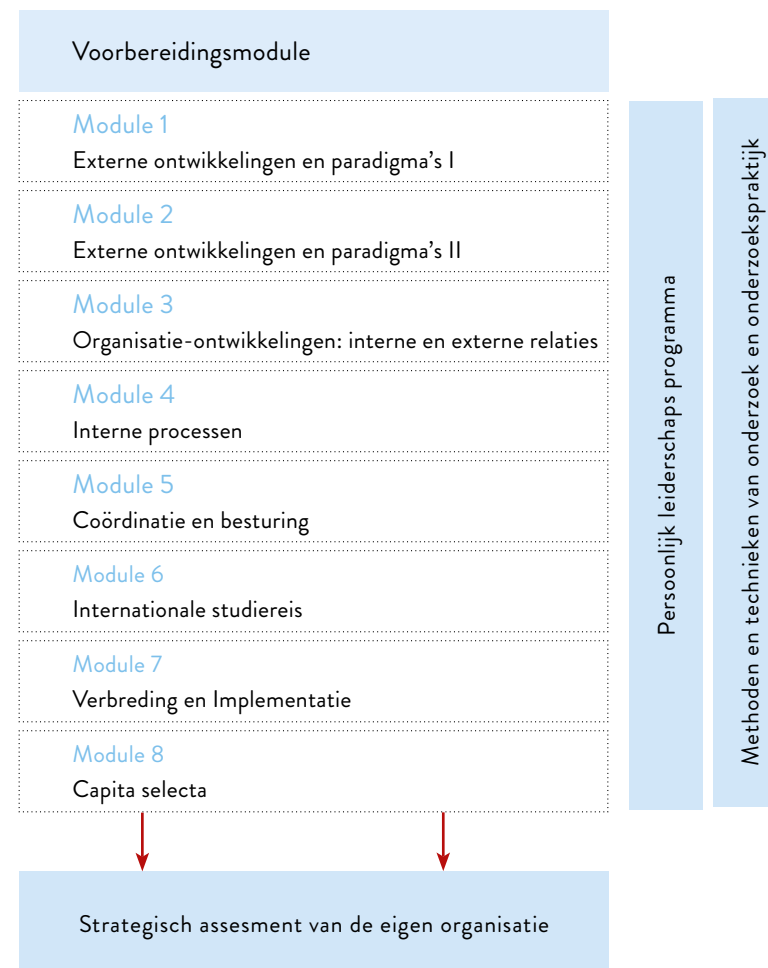 Voorbereidingsmodule
Module 1
Externe ontwikkelingen en paradigma's I
Module 2
Externe ontwikkelingen en paradigma's II
Module 3
Organisatie-ontwikkelingen: interne en externe relaties
Module 4
Interne processen
Module 5
Coördinatie en besturing
Module 6
Internationale studiereis
Module 7
Verbreding en Implementatie
Module 8
Capita selecta
Strategisch assesment van de eigen organisatie
Persoonlijk leiderschaps programma
Methoden en technieken van onderzoek en onderzoekspraktijk